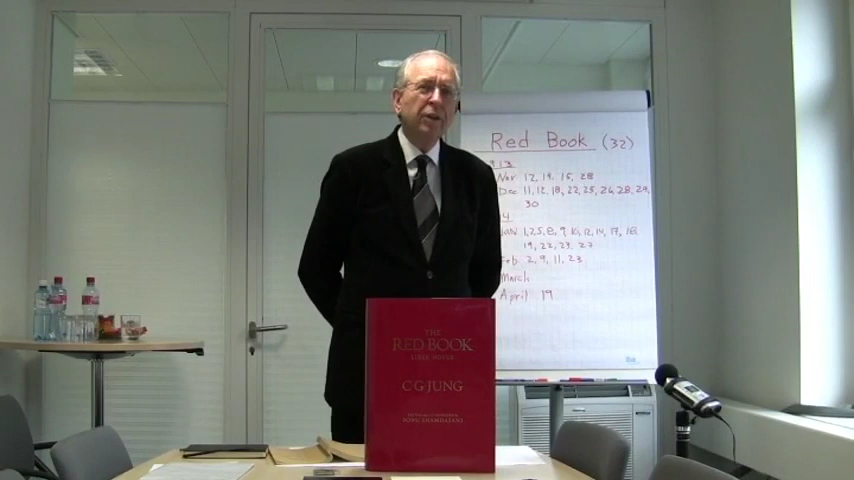 Red Book (32)
13
Nov 12, 14, 15, 28
Dec 11, 12, 18, 22, 25, 26, 28, 29,
30
14
JAN 1, 2, 5, 8, 9, 10, 12, 14, 17, 18
19, 22, 23, 27
Feb 2, 9, 11, 23
March
April 19
THE
RED BOOK
LIBER NOVUS
C G JUNG
SONU SHAMDASANI